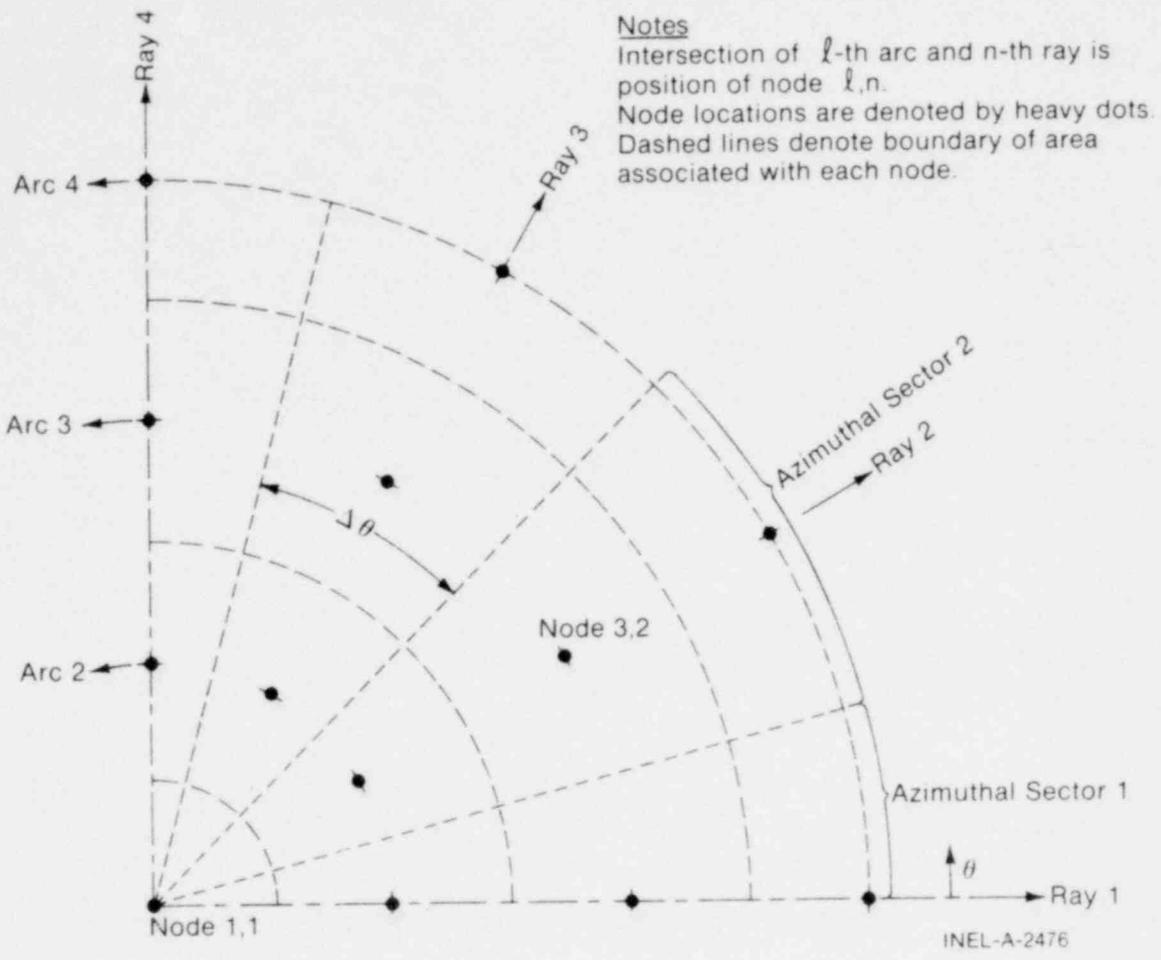 Notes
Intersection of ℓ-th arc and n-th ray is
position of node ℓ,n.
Node locations are denoted by heavy dots.
Dashed lines denote boundary of area
associated with each node.
Ray 4
Arc 4
Ray 3
Arc 3
Azimuthal Sector 2
Ray 2
Δθ
Node 3,2
Arc 2
Azimuthal Sector 1
θ
Ray 1
Node 1,1
INEL-A-2476